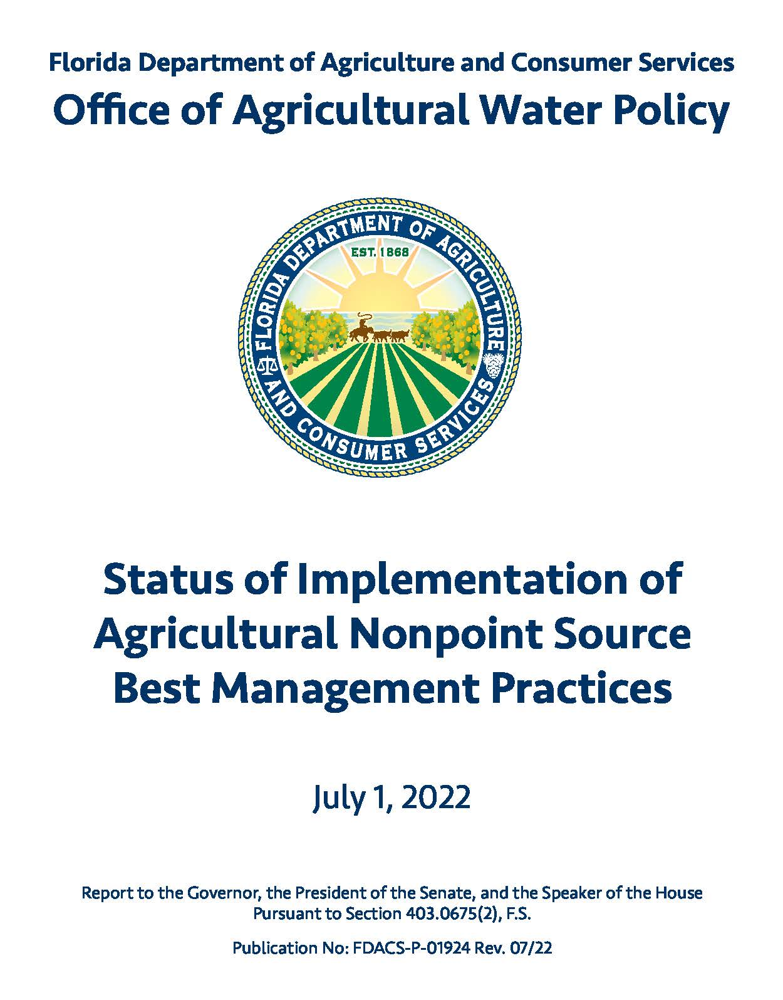 Florida Department of Agriculture and Consumer Services
Office of Agricultural Water Policy
FLORIDA DEPARTMENT OF AGRICULTURE
EST. 1868
AND CONSUMER SERVICES
Status of Implementation of
Agricultural Nonpoint Source
Best Management Practices
July 1, 2022
Report to the Governor, the President of the Senate, and the Speaker of the House
Pursuant to Section 403.0675(2), F.S.
Publication No: FDACS-P-01924 Rev. 07/22